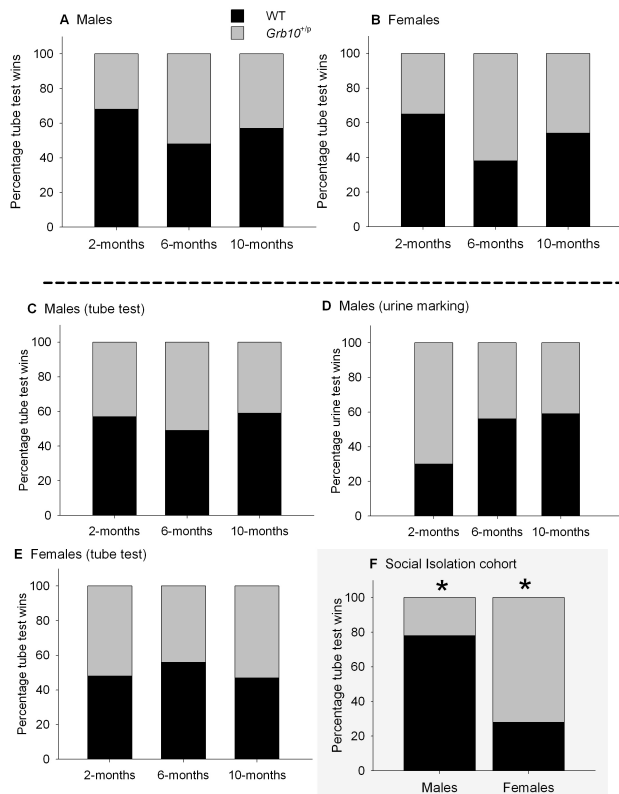 A Males
WT
Grb10+/p
B Females
Percentage tube test wins
100
80
60
40
20
0
2-months 6-months 10-months
Percentage tube test wins
100
80
60
40
20
0
2-months 6-months 10-months
C Males (tube test)
Percentage tube test wins
100
80
60
40
20
0
2-months 6-months 10-months
D Males (urine marking)
Percentage urine test wins
100
80
60
40
20
0
2-months 6-months 10-months
E Females (tube test)
Percentage tube test wins
100
80
60
40
20
0
2-months 6-months 10-months
F Social Isolation cohort
Percentage tube test wins
100
80
60
40
20
0
* *
Males Females